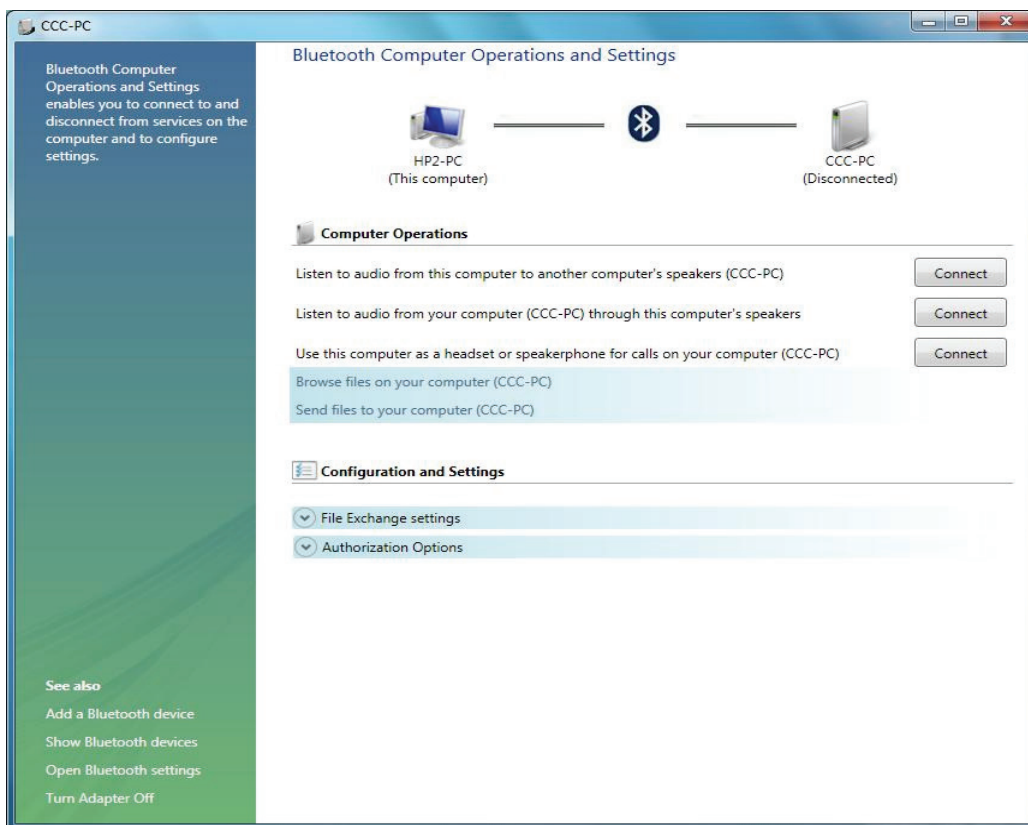 CCC-PC
Bluetooth Computer
Operations and Settings
enables you to connect to and
disconnect from services on the
computer and to configure
settings.
Bluetooth Computer Operations and Settings
HP2-PC
(This computer)
CCC-PC
(Disconnected)
Computer Operations
Listen to audio from this computer to another computer's speakers (CCC-PC)
Connect
Listen to audio from your computer (CCC-PC) through this computer's speakers
Connect
Use this computer as a headset or speakerphone for calls on your computer (CCC-PC)
Connect
Browse files on your computer (CCC-PC)
Send files to your computer (CCC-PC)
Configuration and Settings
File Exchange settings
Authorization Options
See also
Add a Bluetooth device
Show Bluetooth devices
Open Bluetooth settings
Turn Adapter Off